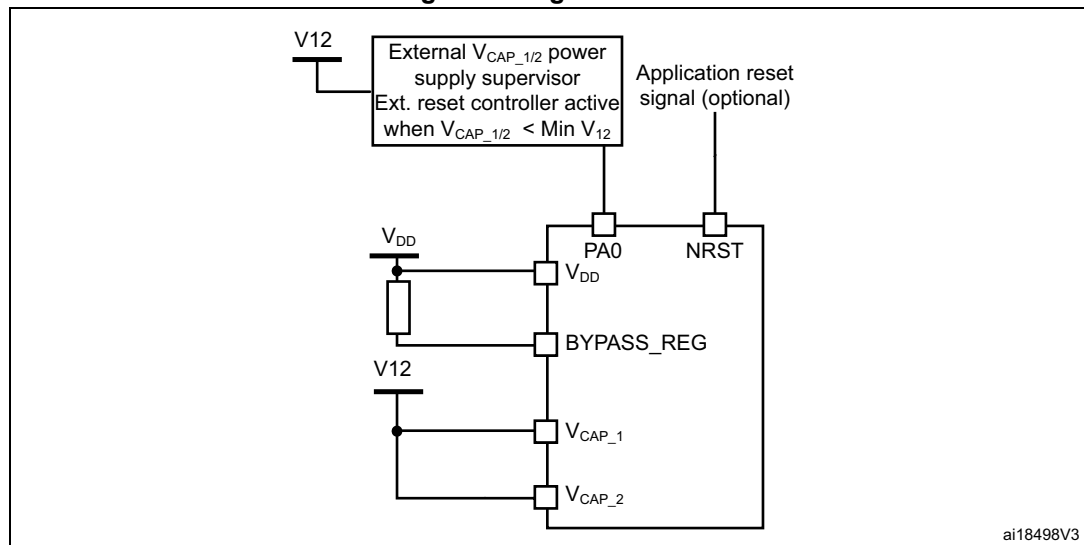 V12
External VCAP_1/2 power
supply supervisor
Ext. reset controller active
when VCAP_1/2 < Min V12
Application reset
signal (optional)
PA0
NRST
VDD
VDD
BYPASS_REG
V12
VCAP_1
VCAP_2
ai18498V3